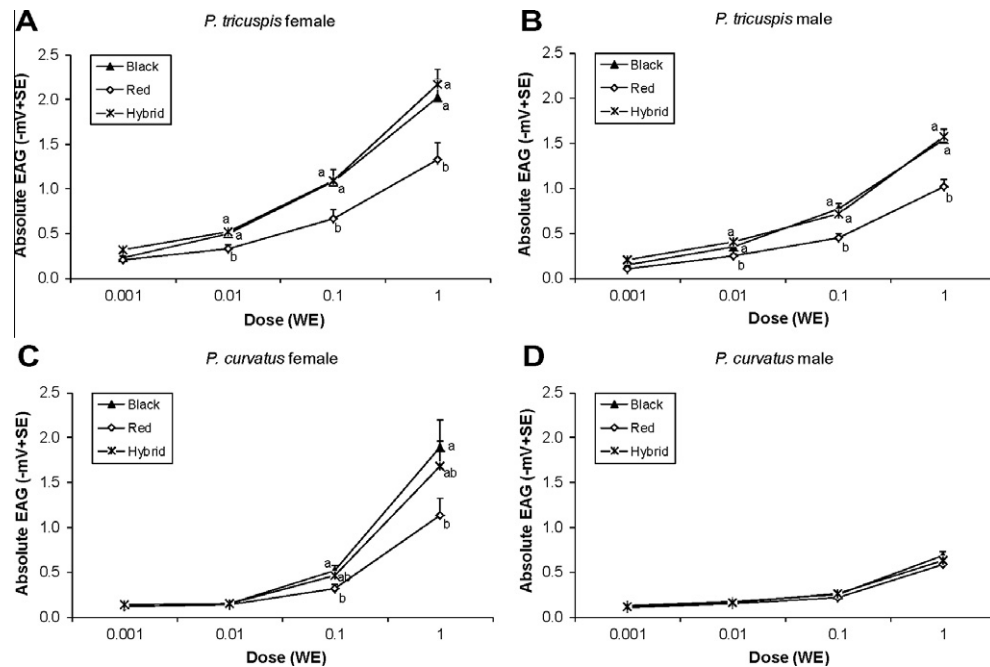 A
P. tricuspis female
Absolute EAG (-mV+SE)
2.5
2.0
1.5
1.0
0.5
0.0
Black
Red
Hybrid
a
a
a
a
b
a
a
b
b
0.001
0.01
0.1
1
Dose (WE)
B
P. tricuspis male
Absolute EAG (-mV+SE)
2.5
2.0
1.5
1.0
0.5
0.0
Black
Red
Hybrid
a
a
b
a
a
b
a
a
b
0.001
0.01
0.1
1
Dose (WE)
C
P. curvatus female
Absolute EAG (-mV+SE)
2.5
2.0
1.5
1.0
0.5
0.0
Black
Red
Hybrid
a
ab
b
a
ab
b
0.001
0.01
0.1
1
Dose (WE)
D
P. curvatus male
Absolute EAG (-mV+SE)
2.5
2.0
1.5
1.0
0.5
0.0
Black
Red
Hybrid
0.001
0.01
0.1
1
Dose (WE)